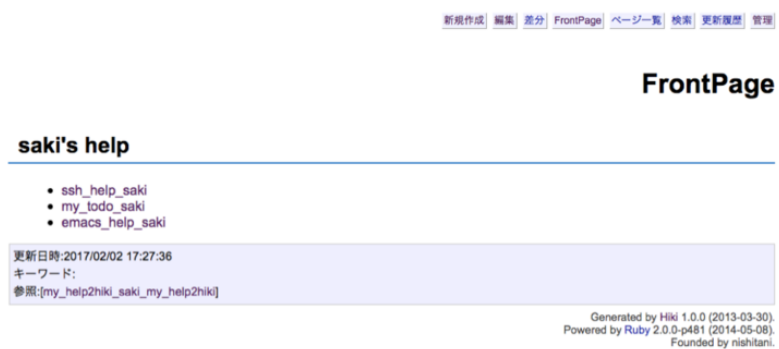 新規作成 編集 差分 FrontPage ページ一覧 検索 更新履歴 管理
FrontPage
saki's help
ssh_help_saki
my_todo_saki
emacs_help_saki
更新日時:2017/02/02 17:27:36
キーワード:
参照:[my_help2hiki_saki_my_help2hiki]
Generated by Hiki 1.0.0 (2013-03-30).
Powered by Ruby 2.0.0-p481 (2014-05-08).
Founded by nishitani.